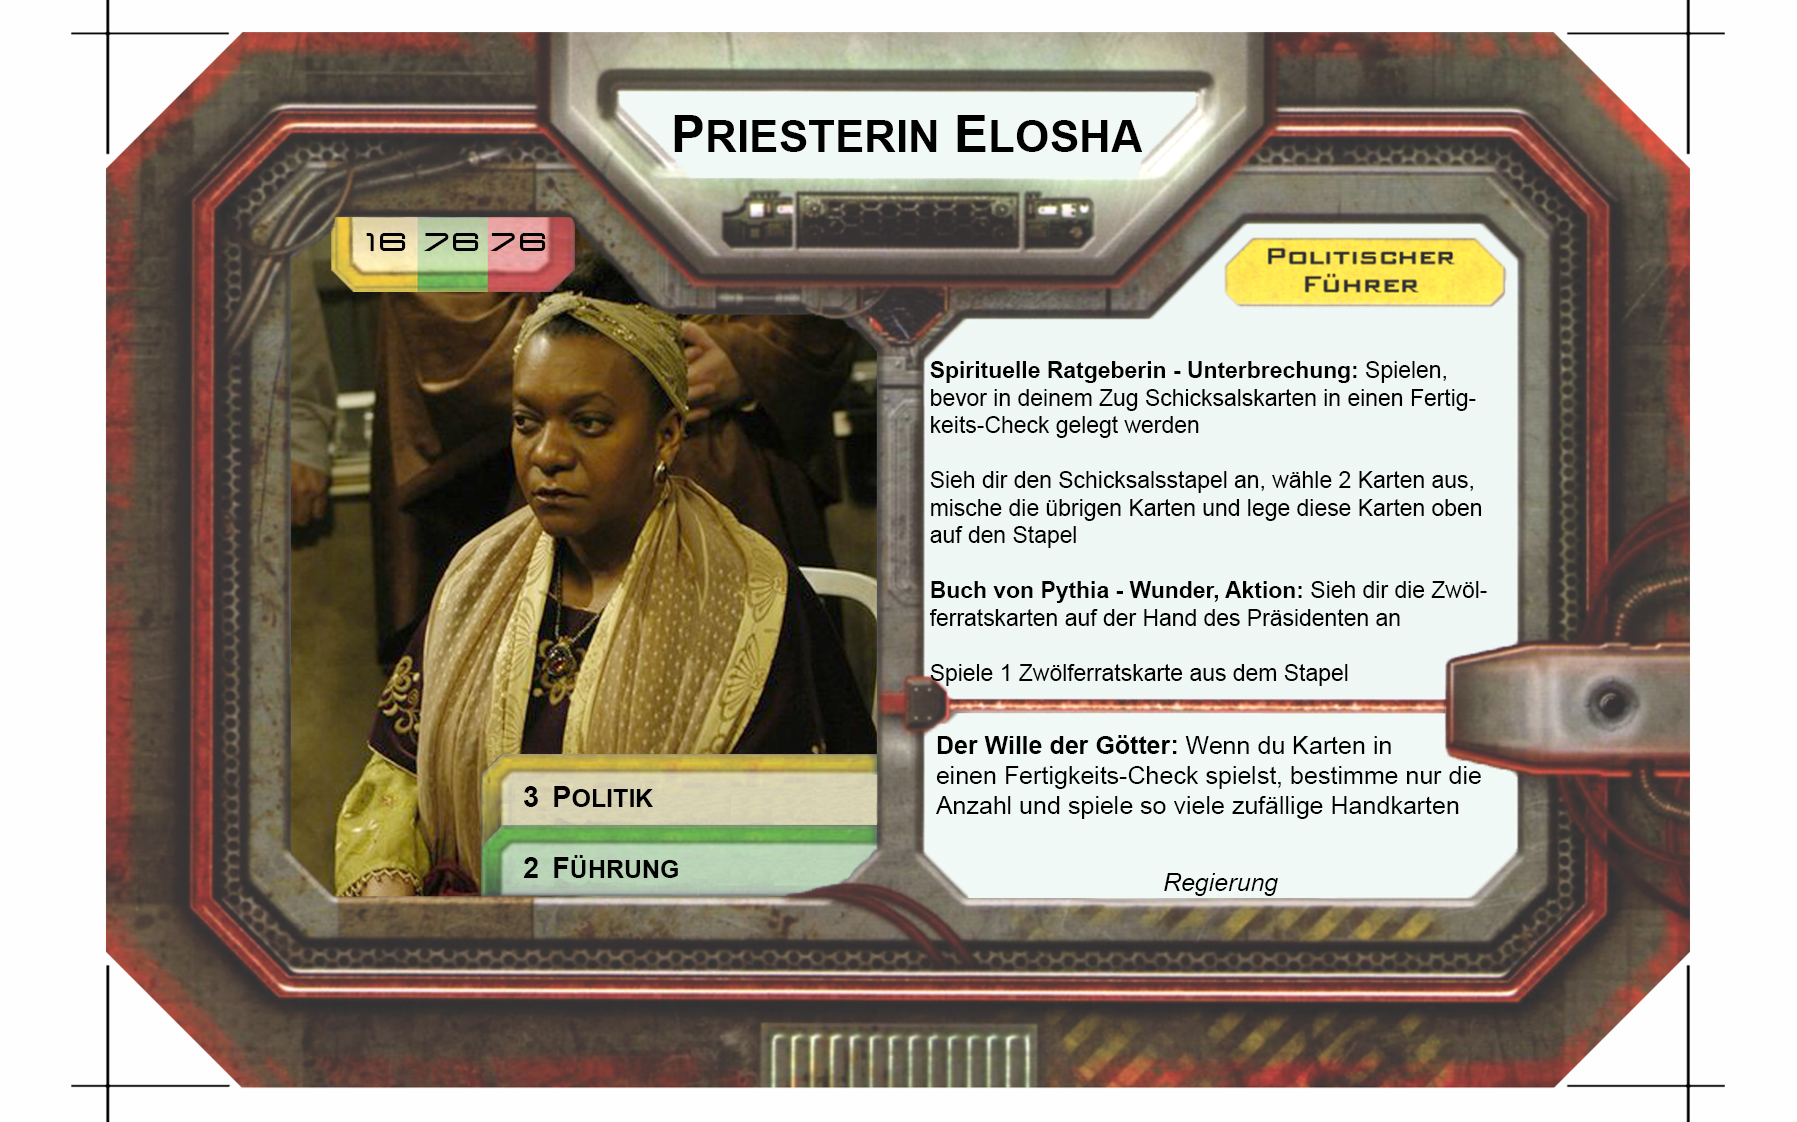 PRIESTERIN ELOSHA
16 76 76
POLITISCHER
FÜHRER
Spirituelle Ratgeberin - Unterbrechung: Spielen,
bevor in deinem Zug Schicksalskarten in einen Fertig-
keits-Check gelegt werden
Sieh dir den Schicksalsstapel an, wähle 2 Karten aus,
mische die übrigen Karten und lege diese Karten oben
auf den Stapel
Buch von Pythia - Wunder, Aktion: Sieh dir die Zwöl-
ferratskarten auf der Hand des Präsidenten an
Spiele 1 Zwölferratskarte aus dem Stapel
Der Wille der Götter: Wenn du Karten in
einen Fertigkeits-Check spielst, bestimme nur die
Anzahl und spiele so viele zufällige Handkarten
Regierung
3 POLITIK
2 FÜHRUNG